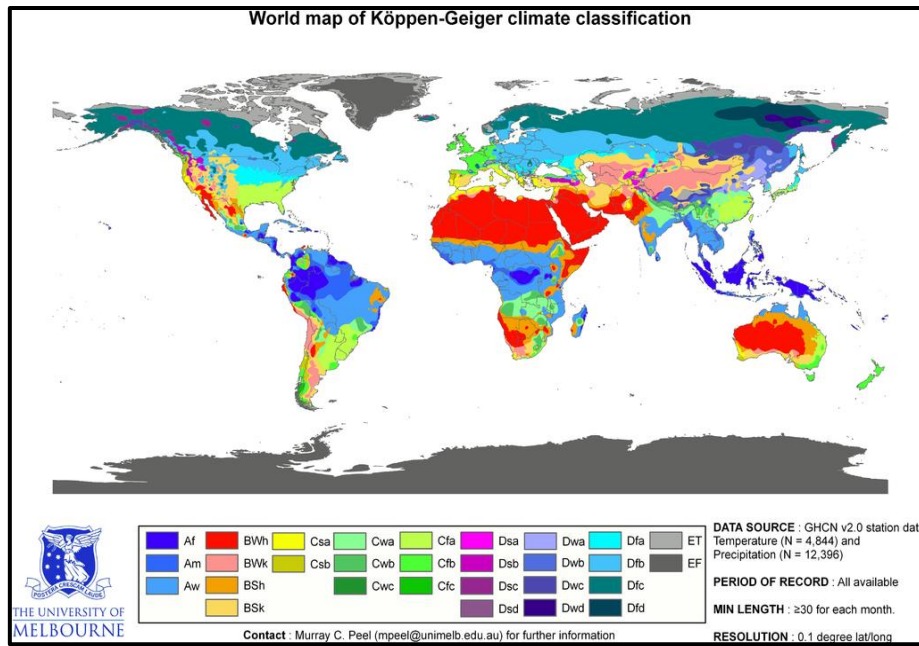 World map of Köppen-Geiger climate classification
THE UNIVERSITY OF
MELBOURNE
Af BWh Csa Cwa Cfa Dsa Dwa Dfa ET
Am BWk Csb Cwb Cfb Dsb Dwb Dfb EF
Aw BSh Cwc Cfc Dsc Dwc Dfc
BSk Dsd Dwd Dfd
Contact : Murray C. Peel (mpeel@unimelb.edu.au) for further information
DATA SOURCE : GHCN v2.0 station dat
Temperature (N = 4,844) and
Precipitation (N = 12,396)
PERIOD OF RECORD : All available
MIN LENGTH : ≥30 for each month.
RESOLUTION : 0.1 degree lat/long